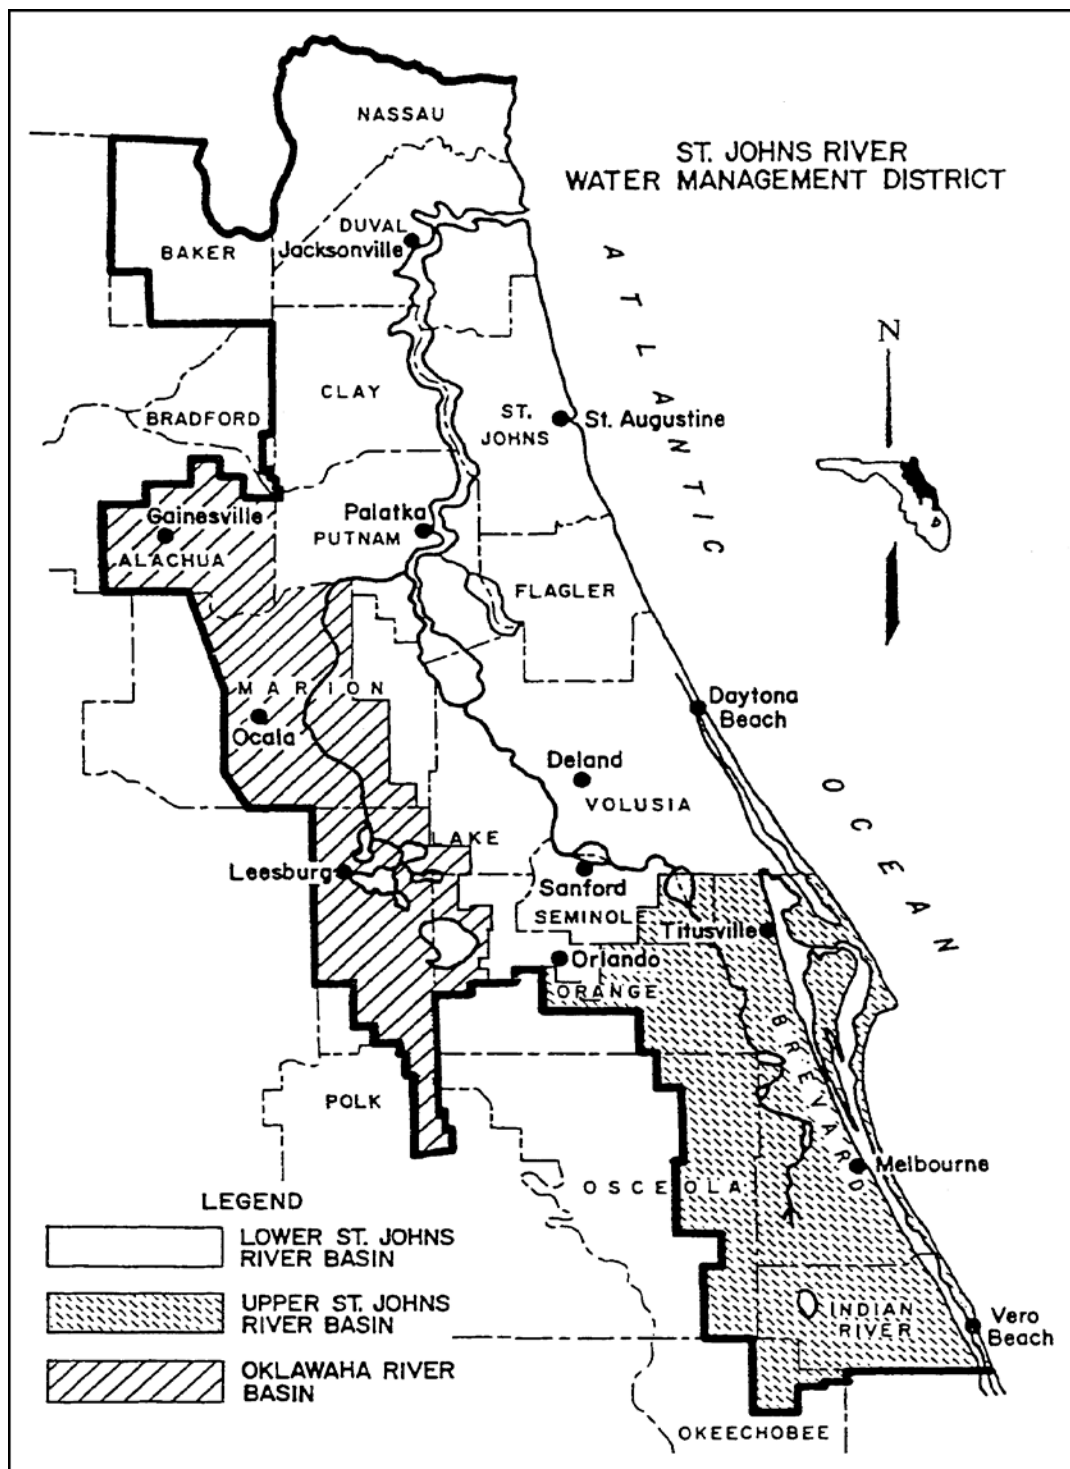 ST. JOHNS RIVER
WATER MANAGEMENT DISTRICT
NASSAU
DUVAL
Jacksonville
BAKER
ATLANTIC
N
CLAY
BRADFORD
ST.
JOHNS
St. Augustine
Gainesville
ALACHUA
Palatka
PUTNAM
FLAGLER
MARION
Ocala
Daytona
Beach
Deland
VOLUSIA
OCEAN
LAKE
Leesburg
Sanford
SEMINOLE
Titusville
Orlando
ORANGE
BREVARD
POLK
OSCEOLA
Melbourne
INDIAN
RIVER
Vero
Beach
OKEECHOBEE
LEGEND
LOWER ST. JOHNS
RIVER BASIN
UPPER ST. JOHNS
RIVER BASIN
OKLAWAHA RIVER
BASIN